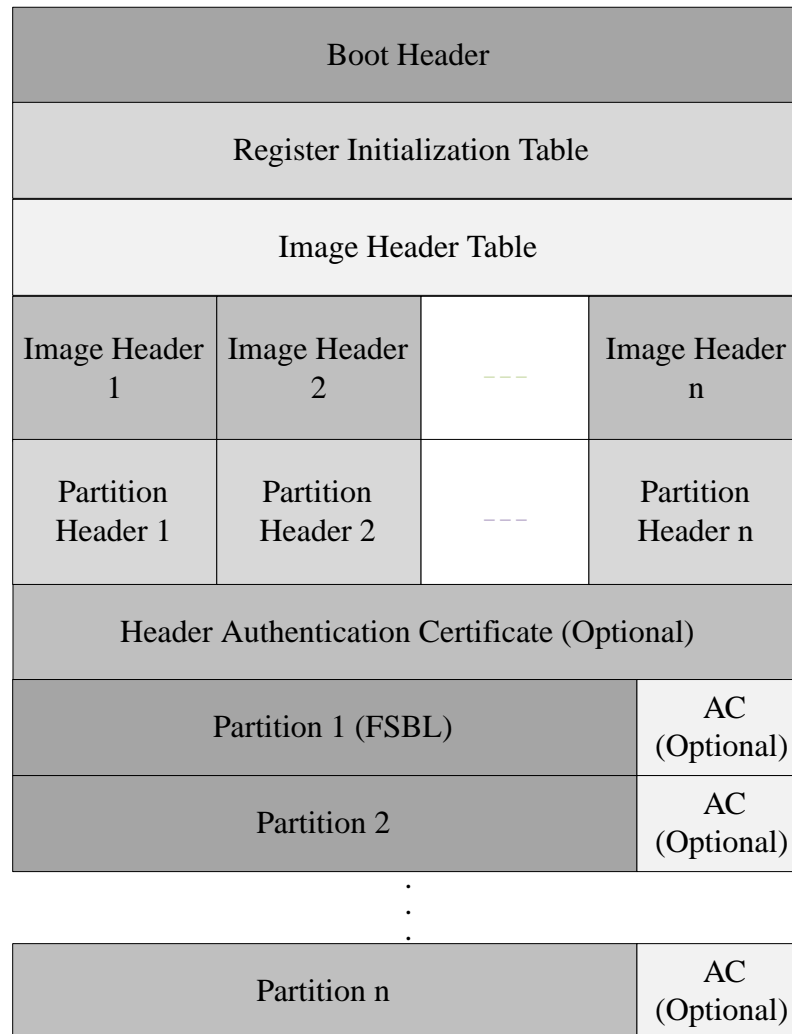 Boot Header
Register Initialization Table
Image Header Table
Image Header
1
Image Header
2
---
Image Header
n
Partition
Header 1
Partition
Header 2
---
Partition
Header n
Header Authentication Certificate (Optional)
Partition 1 (FSBL)
AC
(Optional)
Partition 2
AC
(Optional)
.
.
.
Partition n
AC
(Optional)